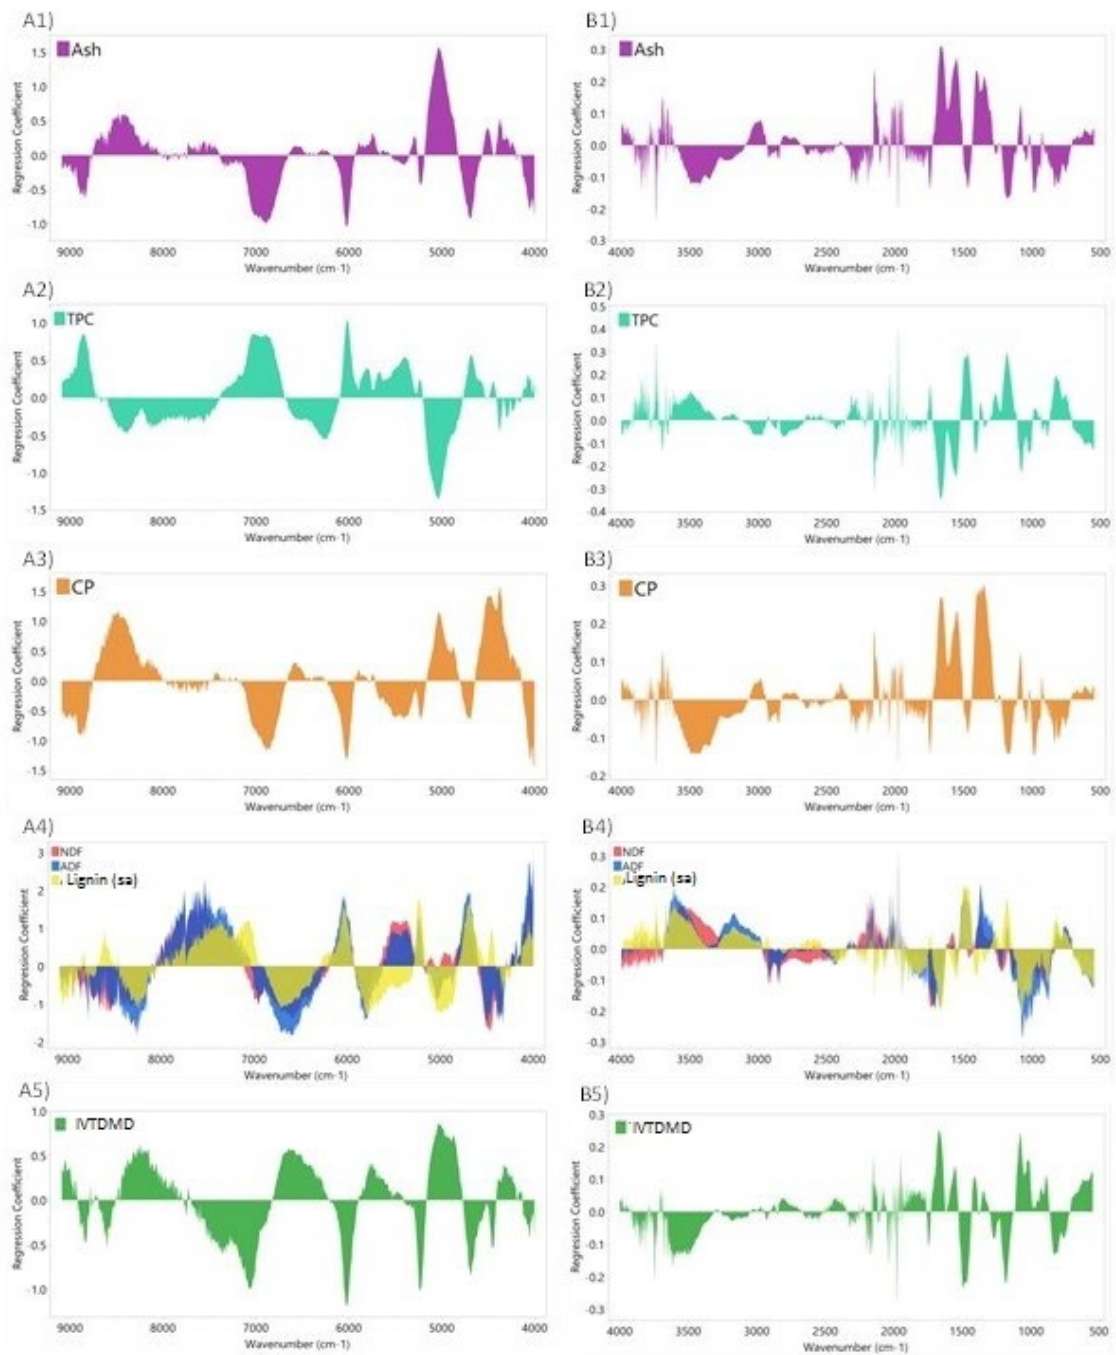 A1)
Ash
Regression Coefficient
1.5
1.0
0.5
0.0
-0.5
-1.0
9000 8000 7000 6000 5000 4000
Wavenumber (cm-1)
B1)
Ash
Regression Coefficient
0.3
0.2
0.1
0.0
-0.1
-0.2
0.3
4000 3500 3000 2500 2000 1500 1000 500
Wavenumber (cm-1)
A2)
TPC
Regression Coefficient
1.0
0.5
0.0
-0.5
-1.0
-1.5
9000 8000 7000 6000 5000 4000
Wavenumber (cm-1)
B2)
TPC
Regression Coefficient
0.5
0.4
0.3
0.2
0.1
0.0
-0.1
-0.2
-0.3
-0.4
4000 3500 3000 2500 2000 1500 1000 500
Wavenumber (cm-1)
A3)
CP
Regression Coefficient
1.5
1.0
0.5
0.0
-0.5
-1.0
-1.5
9000 8000 7000 6000 5000 4000
Wavenumber (cm-1)
B3)
CP
Regression Coefficient
0.3
0.2
0.1
0.0
-0.1
-0.2
4000 3500 3000 2500 2000 1500 1000 500
Wavenumber (cm-1)
A4)
NDF
ADF
Lignin (sa)
Regression Coefficient
3
2
1
0
-1
-2
9000 8000 7000 6000 5000 4000
Wavenumber (cm-1)
B4)
NDF
ADF
Lignin (sa)
Regression Coefficient
0.3
0.2
0.1
0.0
-0.1
-0.2
-0.3
4000 3500 3000 2500 2000 1500 1000 500
Wavenumber (cm-1)
A5)
IVTDMD
Regression Coefficient
1.0
0.5
0.0
-0.5
-1.0
9000 8000 7000 6000 5000 4000
Wavenumber (cm-1)
B5)
IVTDMD
Regression Coefficient
0.3
0.2
0.1
0.0
-0.1
-0.2
-0.3
4000 3500 3000 2500 2000 1500 1000 500
Wavenumber (cm-1)